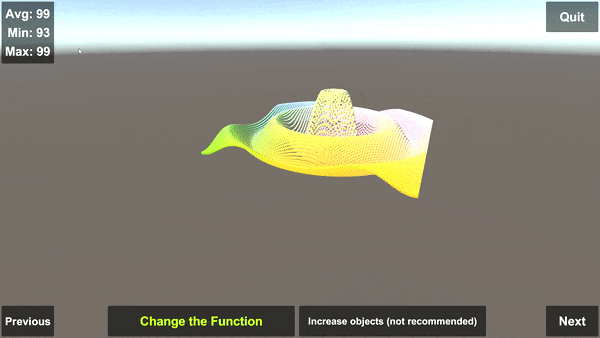 Avg: 99
Min: 93
Max: 99
Quit
Previous
Change the Function
Increase objects (not recommended)
Next